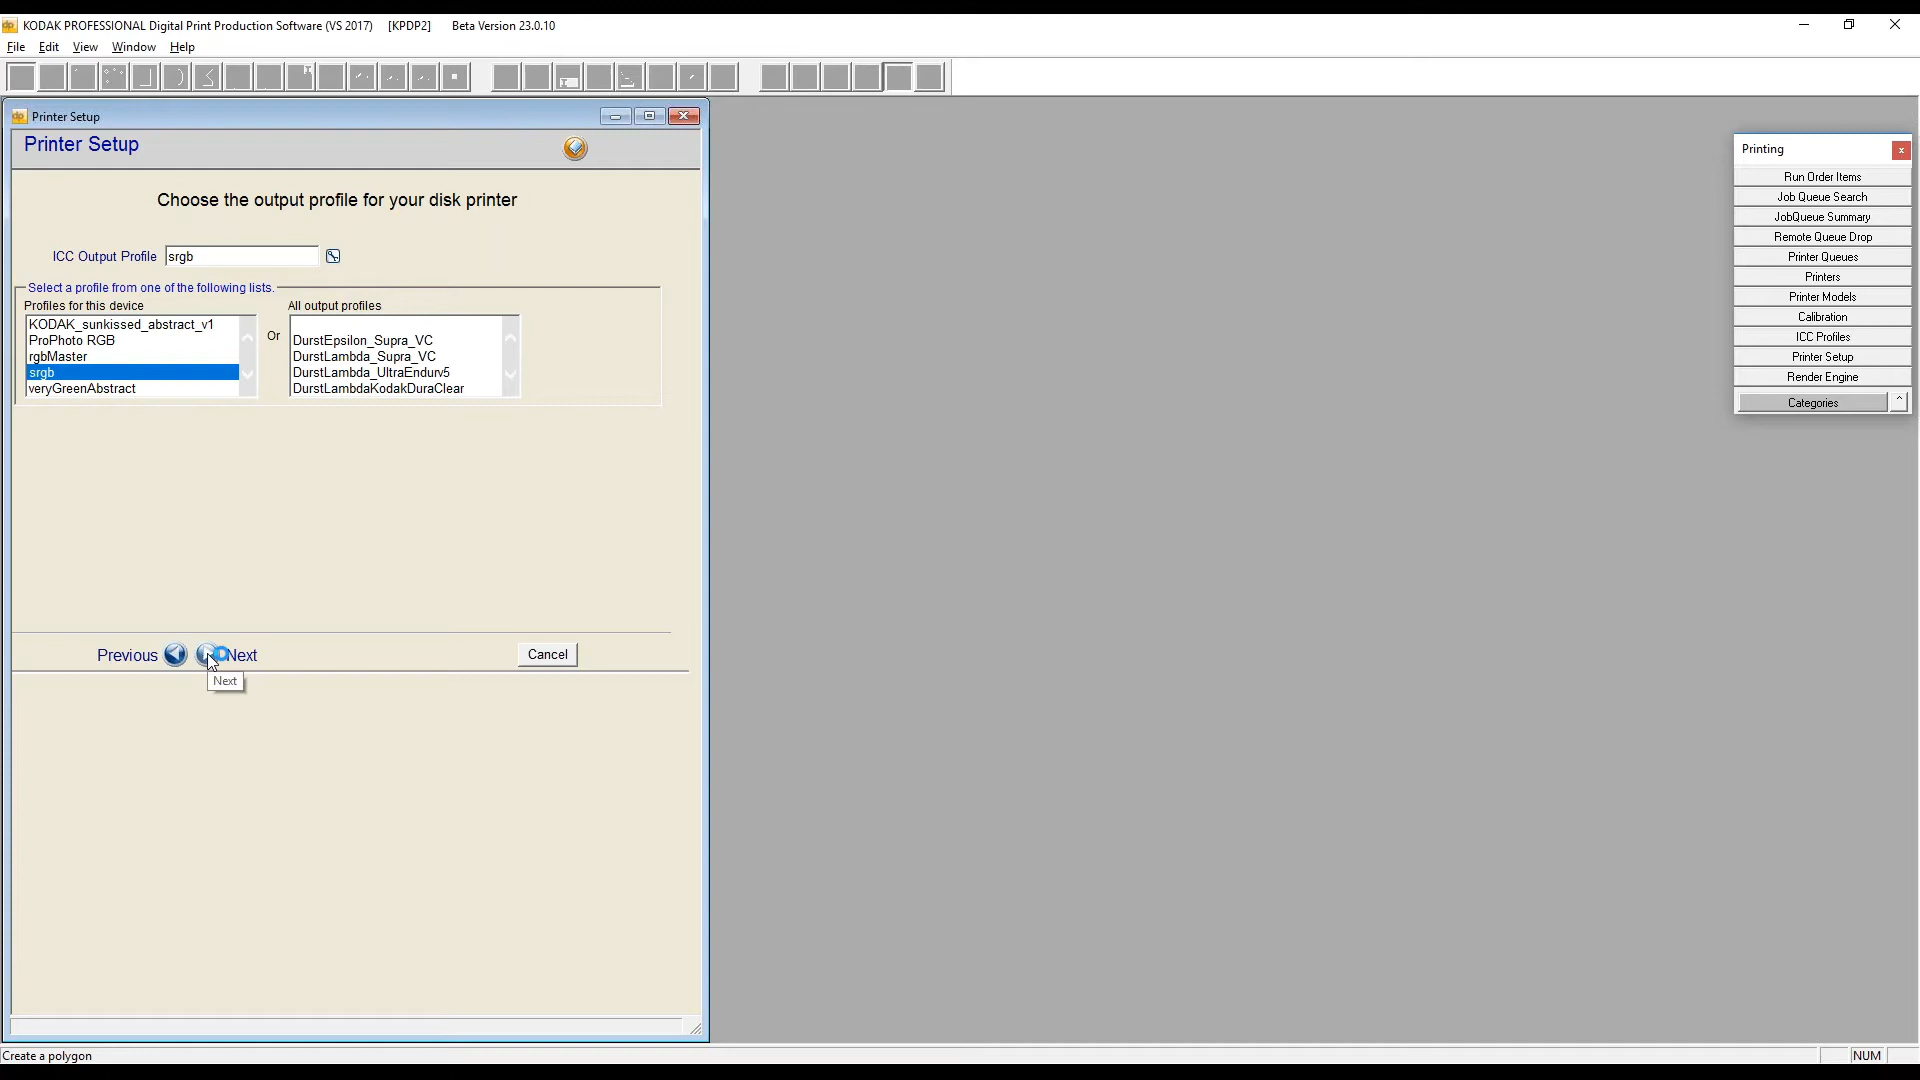 KODAK PROFESSIONAL Digital Print Production Software (VS 2017) [KPDP2] Beta Version 23.0.10
File Edit View Window Help
Printer Setup
Printer Setup
Choose the output profile for your disk printer
ICC Output Profile srgb
Select a profile from one of the following lists.
Profiles for this device
KODAK_sunkissed_abstract_v1
ProPhoto RGB
rgbMaster
srgb
veryGreenAbstract
Or
All output profiles
DurstEpsilon_Supra_VC
DurstLambda_Supra_VC
DurstLambda_UltraEndurv5
DurstLambdaKodakDuraClear
Previous Next Cancel
Next
Printing
Run Order Items
Job Queue Search
JobQueue Summary
Remote Queue Drop
Printer Queues
Printers
Printer Models
Calibration
ICC Profiles
Printer Setup
Render Engine
Categories
Create a polygon
NUM